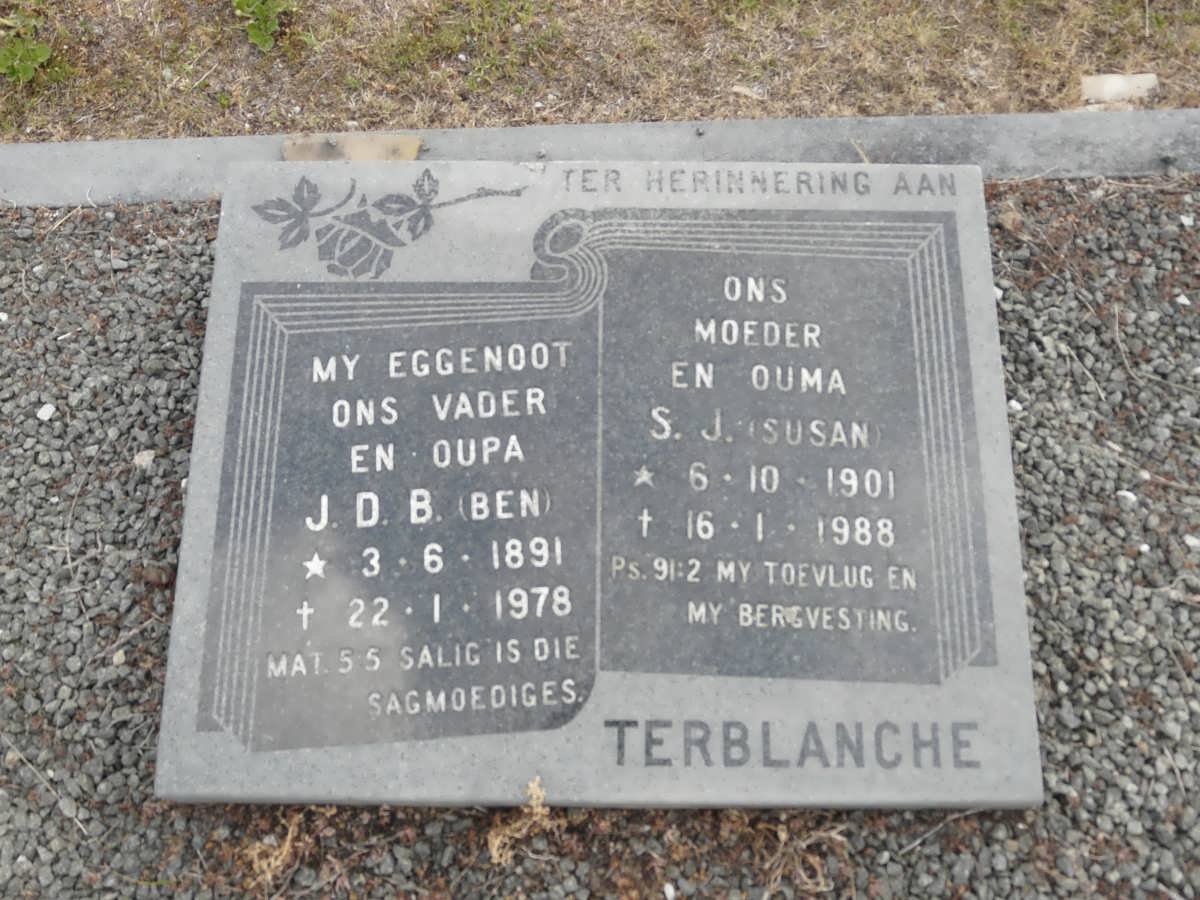 TER HERINNERING AAN
MY EGGENOOT
ONS VADER
EN OUPA
J. D. B. (BEN)
☆ 3 · 6 · 1891
† 22 · 1 · 1978
MAT. 5:5 SALIG IS DIE
SAGMOEDIGES.
ONS
MOEDER
EN OUMA
S. J. (SUSAN)
☆ 6 · 10 · 1901
† 16 · 1 · 1988
PS. 91:2 MY TOEVLUG EN
MY BERGVESTING.
TERBLANCHE